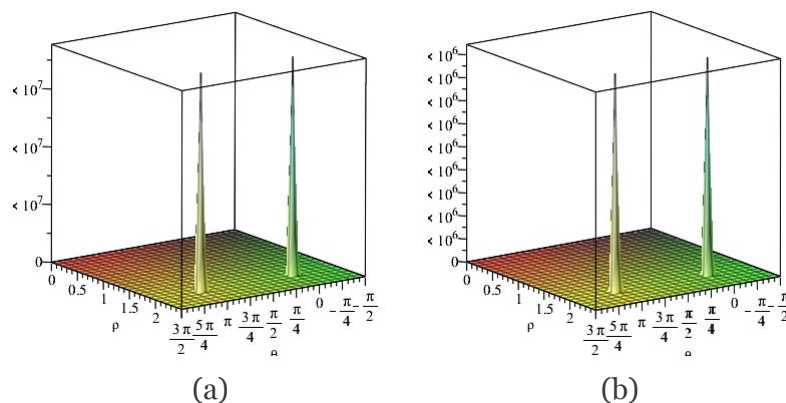 × 10⁷
× 10⁷
× 10⁷
0
0
0.5
1
1.5
2
ρ
3π/2
5π/4
π
3π/4
π/2
π/4
0
-π/4
-π/2
(a)
× 10⁶
× 10⁶
× 10⁶
× 10⁶
× 10⁶
× 10⁶
× 10⁶
× 10⁶
× 10⁶
0
0
0.5
1
1.5
2
ρ
3π/2
5π/4
π
3π/4
π/2
π/4
0
-π/4
-π/2
(b)